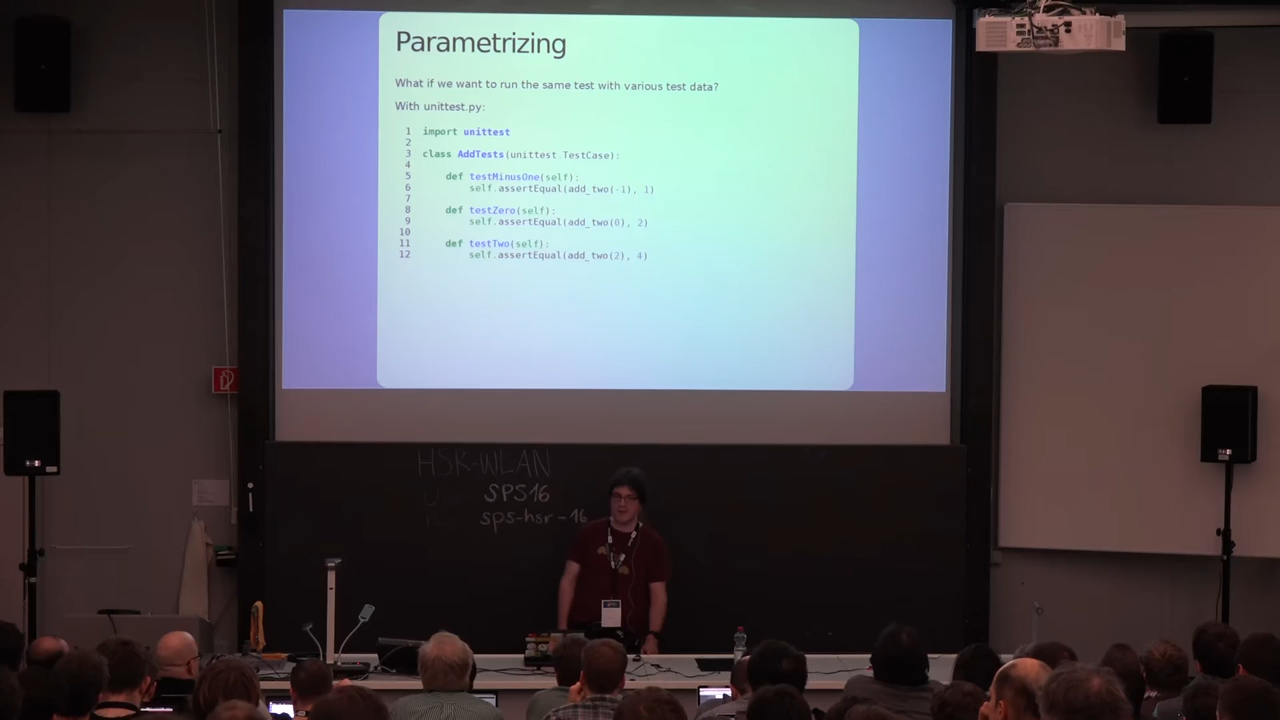 Parametrizing
What if we want to run the same test with various test data?
With unittest.py:
1 import unittest
2
3 class AddTests(unittest.TestCase):
4
5 def testMinusOne(self):
6 self.assertEqual(add_two(-1), 1)
7
8 def testZero(self):
9 self.assertEqual(add_two(0), 2)
10
11 def testTwo(self):
12 self.assertEqual(add_two(2), 4)
HSR-WLAN
SPS16
sps-hsr-16